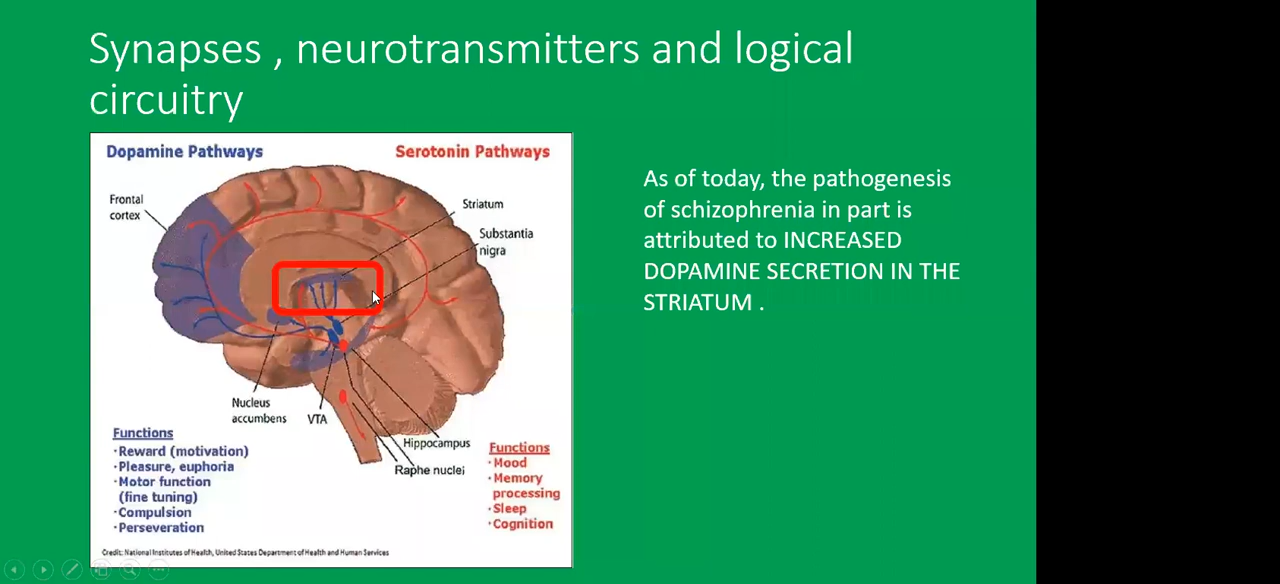 Synapses , neurotransmitters and logical
circuitry
Dopamine Pathways
Serotonin Pathways
Frontal
cortex
Striatum
Substantia
nigra
Nucleus
accumbens
VTA
Hippocampus
Raphe nuclei
Functions
·Reward (motivation)
·Pleasure, euphoria
·Motor function
(fine tuning)
·Compulsion
·Perseveration
Functions
·Mood
·Memory
processing
·Sleep
·Cognition
Credit: National Institutes of Health, United States Department of Health and Human Services
As of today, the pathogenesis
of schizophrenia in part is
attributed to INCREASED
DOPAMINE SECRETION IN THE
STRIATUM .